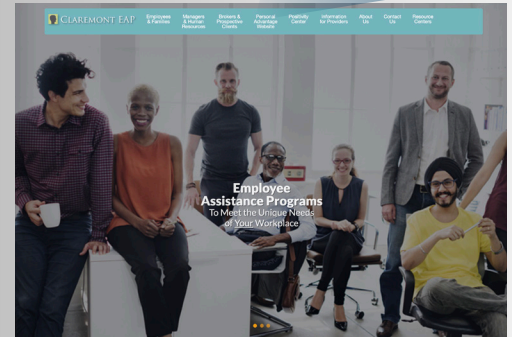 CLAREMONT EAP
Employees
& Families
Managers
& Human
Resources
Brokers &
Prospective
Clients
Personal
Advantage
Website
Positivity
Center
Information
for Providers
About
Us
Contact
Us
Resource
Centers
Employee
Assistance Programs
To Meet the Unique Needs
of Your Workplace